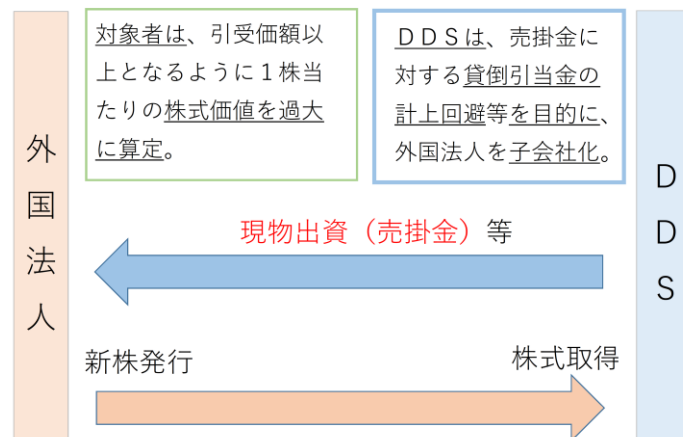 対象者は、引受価額以
上となるように１株当
たりの株式価値を過大
に算定。
ＤＤＳは、売掛金に
対する貸倒引当金の
計上回避等を目的に、
外国法人を子会社化。
外国法人
ＤＤＳ
現物出資（売掛金）等
新株発行
株式取得